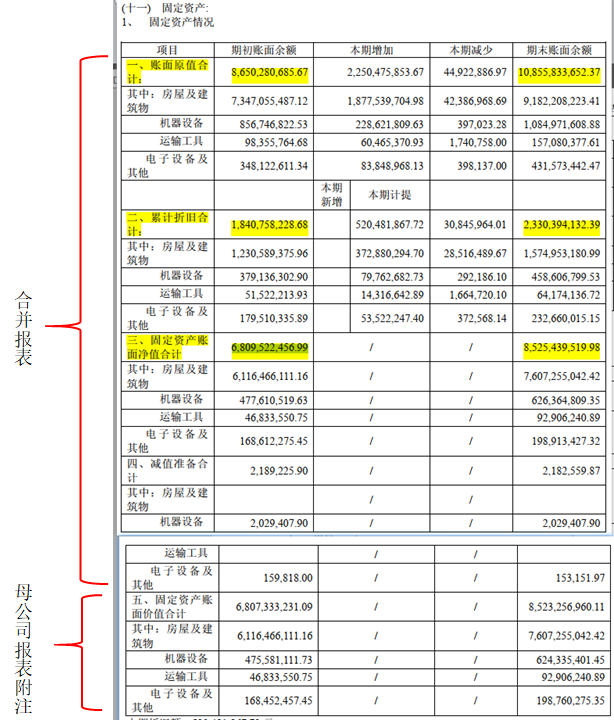 (十一) 固定资产:
1、 固定资产情况
项目 期初账面余额 本期增加 本期减少 期末账面余额
一、账面原值合计: 8,650,280,685.67 2,250,475,853.67 44,922,886.97 10,855,833,652.37
其中: 房屋及建筑物 7,347,055,487.12 1,877,539,704.98 42,386,968.69 9,182,208,223.41
机器设备 856,746,822.53 228,621,809.63 397,023.28 1,084,971,608.88
运输工具 98,355,764.68 60,465,370.93 1,740,758.00 157,080,377.61
电子设备及其他 348,122,611.34 83,848,968.13 398,137.00 431,573,442.47
本期新增 本期计提
二、累计折旧合计: 1,840,758,228.68 520,481,867.72 30,845,964.01 2,330,394,132.39
其中: 房屋及建筑物 1,230,589,375.96 372,880,294.70 28,516,489.67 1,574,953,180.99
机器设备 379,136,302.90 79,762,682.73 292,186.10 458,606,799.53
运输工具 51,522,213.93 14,316,642.89 1,664,720.10 64,174,136.72
电子设备及其他 179,510,335.89 53,522,247.40 372,568.14 232,660,015.15
三、固定资产账面净值合计 6,809,522,456.99 / / 8,525,439,519.98
其中: 房屋及建筑物 6,116,466,111.16 / / 7,607,255,042.42
机器设备 477,610,519.63 / / 626,364,809.35
运输工具 46,833,550.75 / / 92,906,240.89
电子设备及其他 168,612,275.45 / / 198,913,427.32
四、减值准备合计 2,189,225.90 / / 2,182,559.87
其中: 房屋及建筑物 / /
机器设备 2,029,407.90 / / 2,029,407.90
运输工具 / /
电子设备及其他 159,818.00 / / 153,151.97
五、固定资产账面价值合计 6,807,333,231.09 / / 8,523,256,960.11
其中: 房屋及建筑物 6,116,466,111.16 / / 7,607,255,042.42
机器设备 475,581,111.73 / / 624,335,401.45
运输工具 46,833,550.75 / / 92,906,240.89
电子设备及其他 168,452,457.45 / / 198,760,275.35
合并报表
母公司报表附注